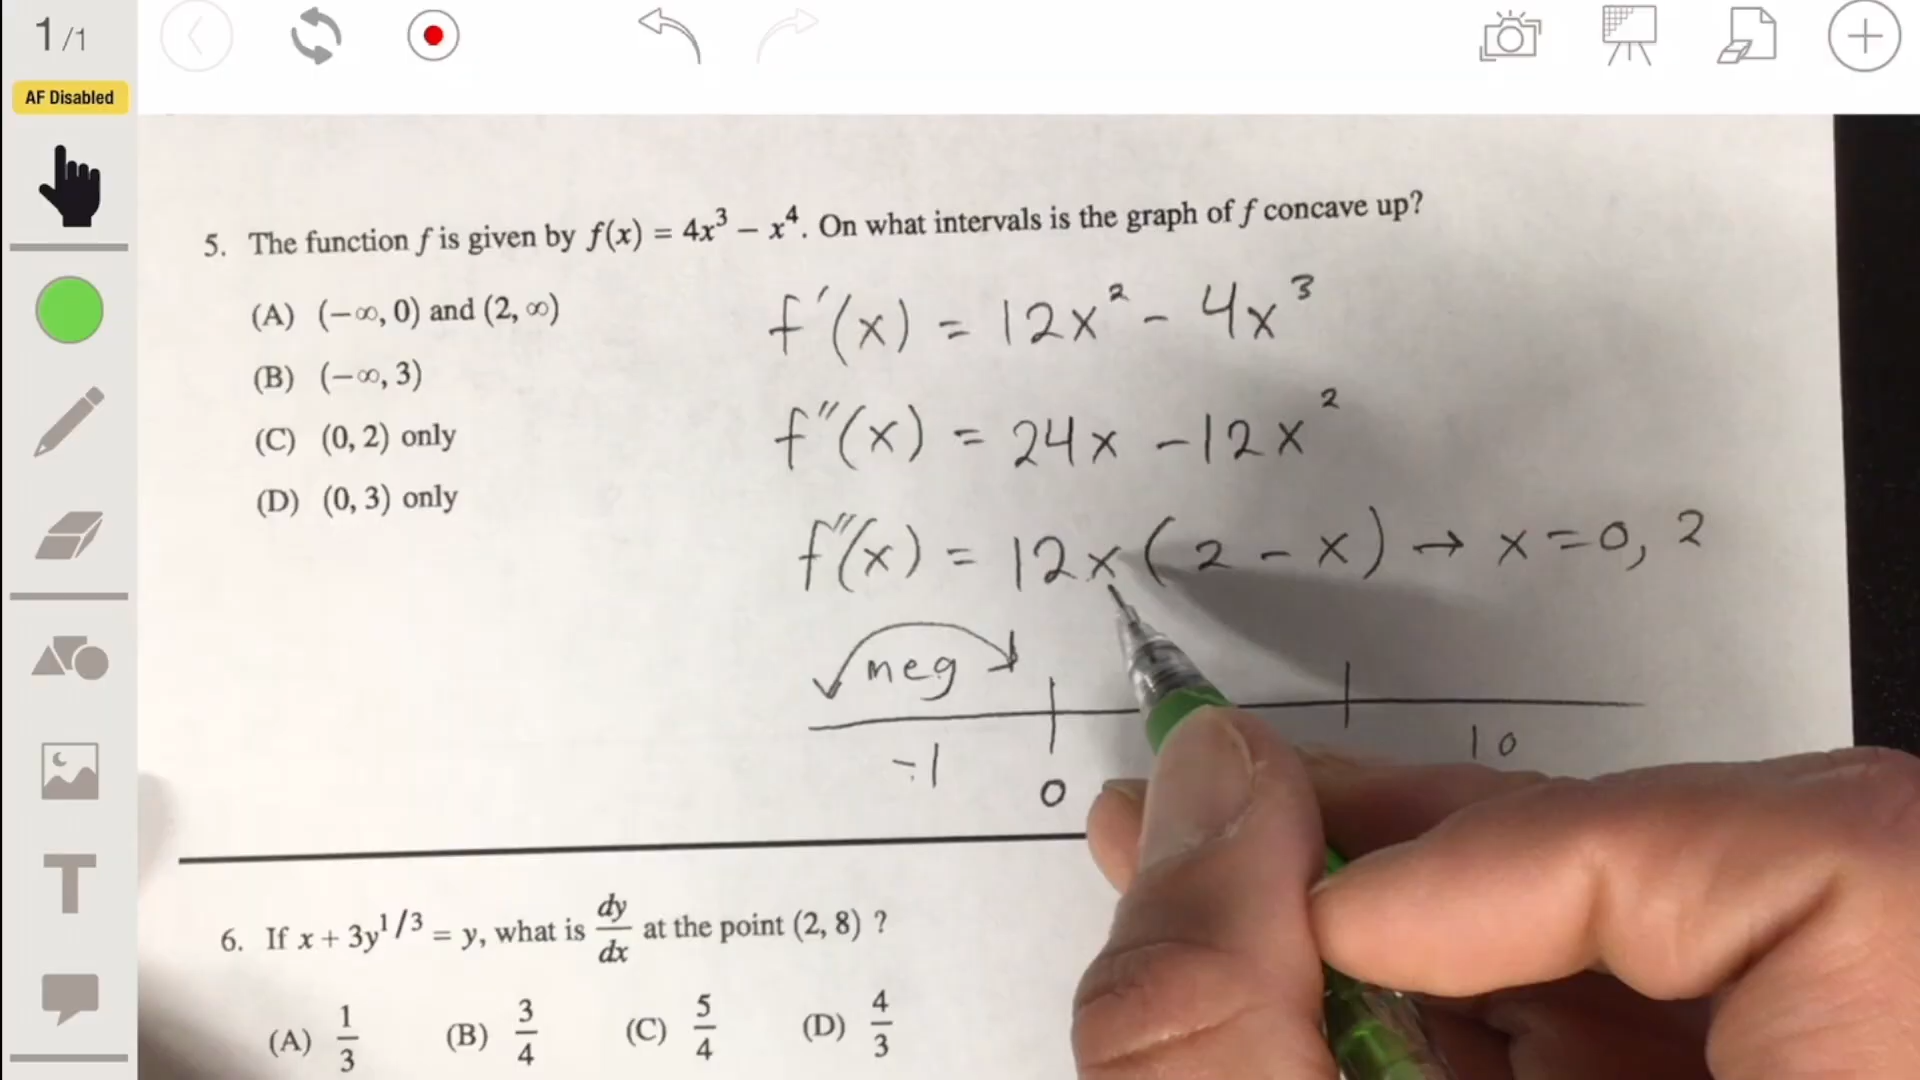 1/1
AF Disabled
5. The function f is given by f(x) = 4x³ − x⁴. On what intervals is the graph of f concave up?
(A) (−∞, 0) and (2, ∞)
(B) (−∞, 3)
(C) (0, 2) only
(D) (0, 3) only
f′(x) = 12x² - 4x³
f″(x) = 24x - 12x²
f″(x) = 12x(2 - x) → x = 0, 2
neg
-1
0
10
T
6. If x + 3y^1/3 = y, what is dy/dx at the point (2, 8) ?
(A) 1/3 (B) 3/4 (C) 5/4 (D) 4/3